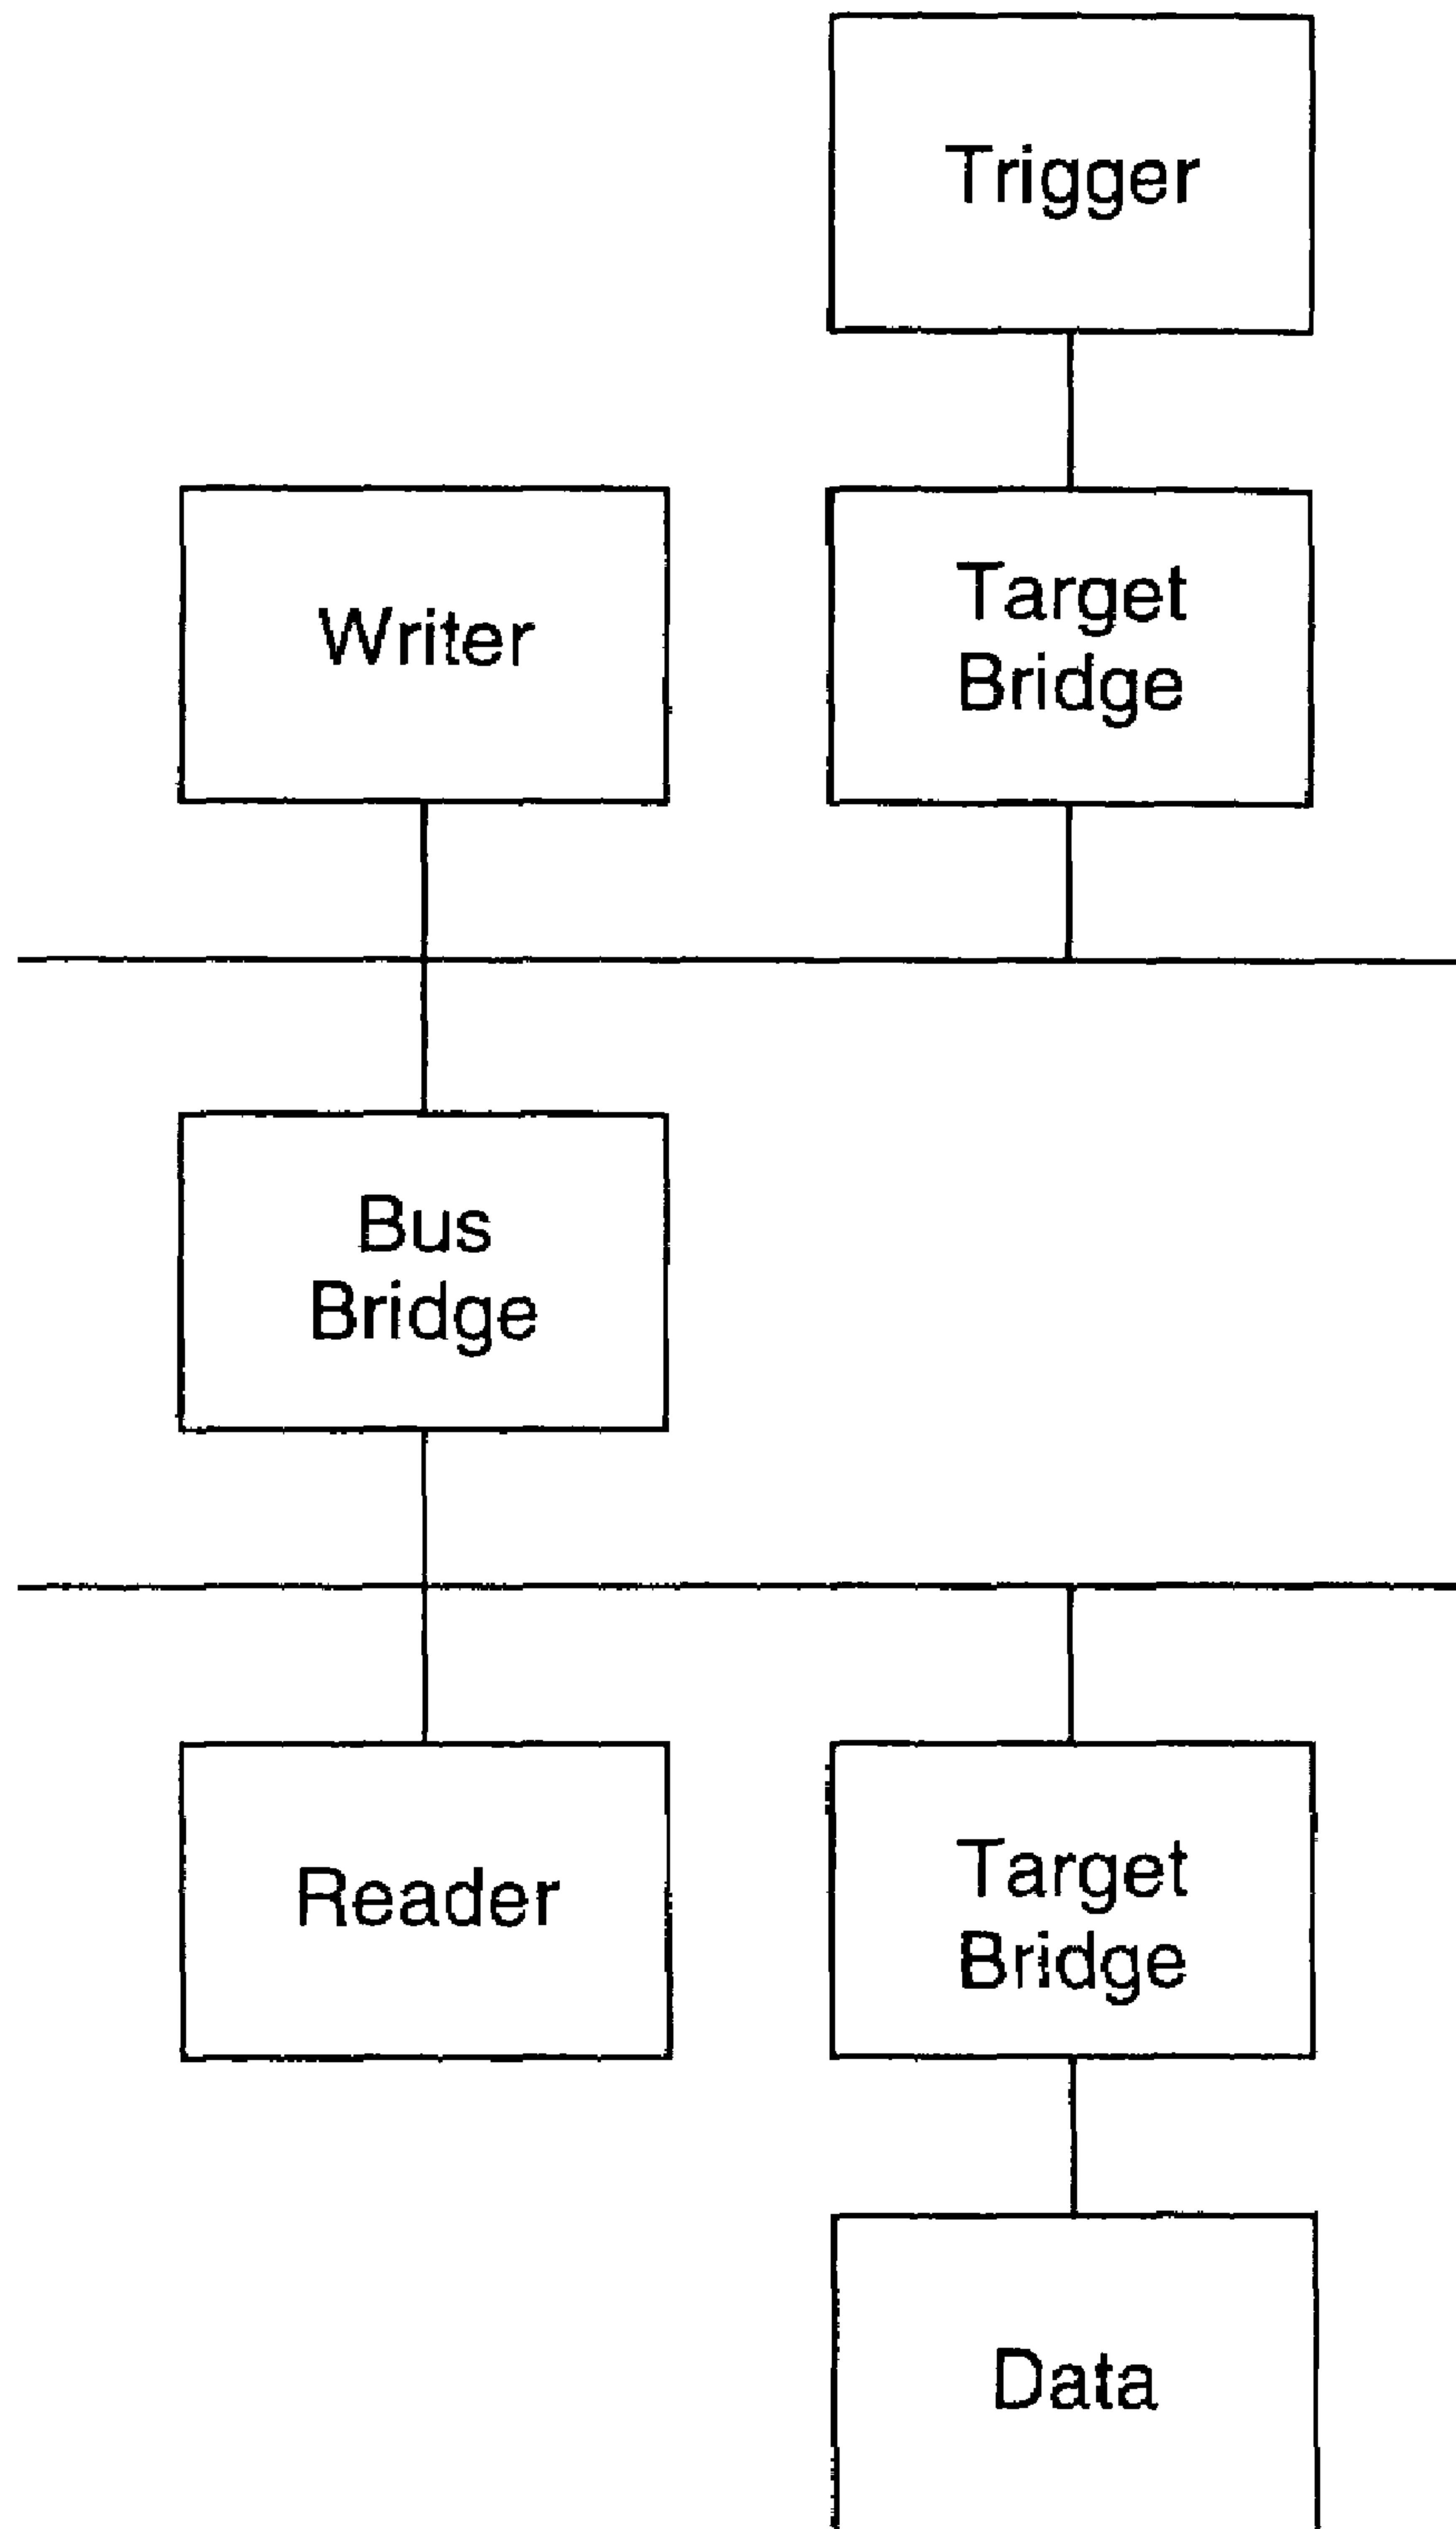 Trigger
Writer
Target
Bridge
Bus
Bridge
Reader
Target
Bridge
Data